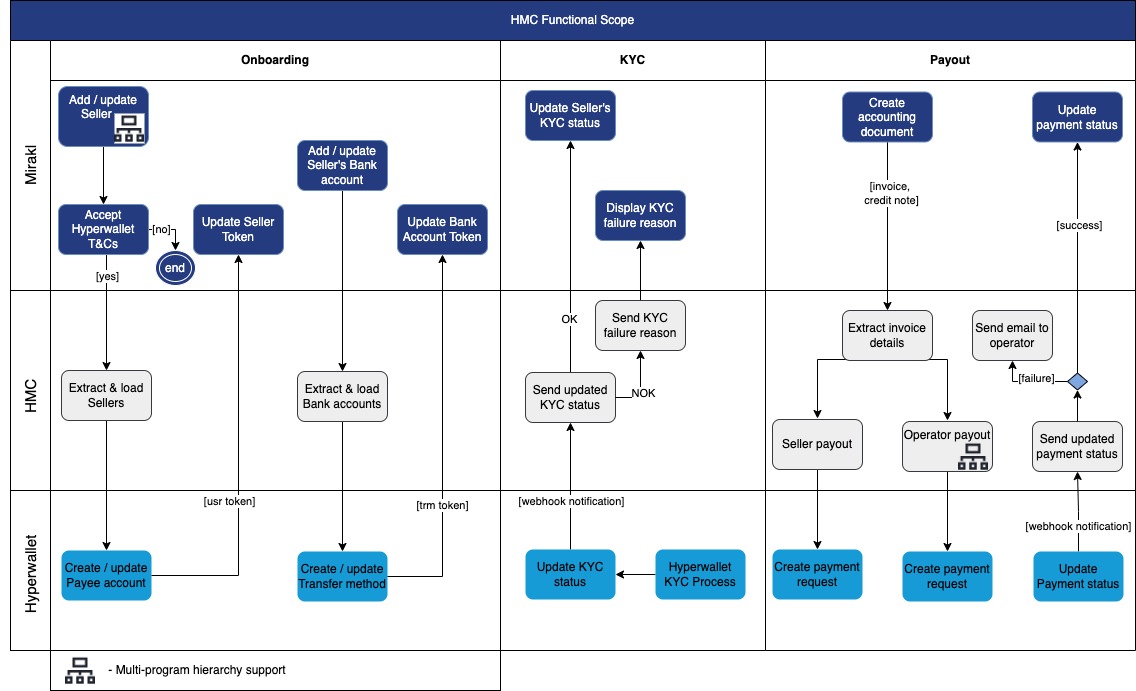 HMC Functional Scope
Onboarding
KYC
Payout
Mirakl
Add / update
Seller
Accept
Hyperwallet
T&Cs
[no]
end
[yes]
Update Seller
Token
Add / update
Seller's Bank
account
Update Bank
Account Token
Update Seller's
KYC status
Display KYC
failure reason
Create
accounting
document
[invoice,
credit note]
Update
payment status
[success]
HMC
Extract & load
Sellers
Extract & load
Bank accounts
OK
Send KYC
failure reason
Send updated
KYC status
NOK
Extract invoice
details
Send email to
operator
[failure]
Seller payout
Operator payout
Send updated
payment status
Hyperwallet
[usr token]
[trm token]
[webhook notification]
[webhook notification]
Create / update
Payee account
Create / update
Transfer method
Update KYC
status
Hyperwallet
KYC Process
Create payment
request
Create payment
request
Update
Payment status
- Multi-program hierarchy support